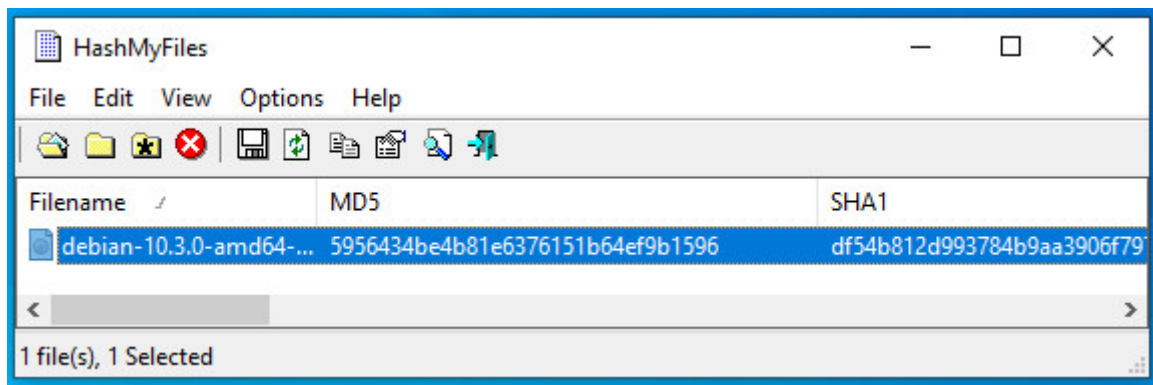 HashMyFiles
File Edit View Options Help
Filename MD5 SHA1
debian-10.3.0-amd64-... 5956434be4b81e6376151b64ef9b1596 df54b812d993784b9aa3906f79
1 file(s), 1 Selected